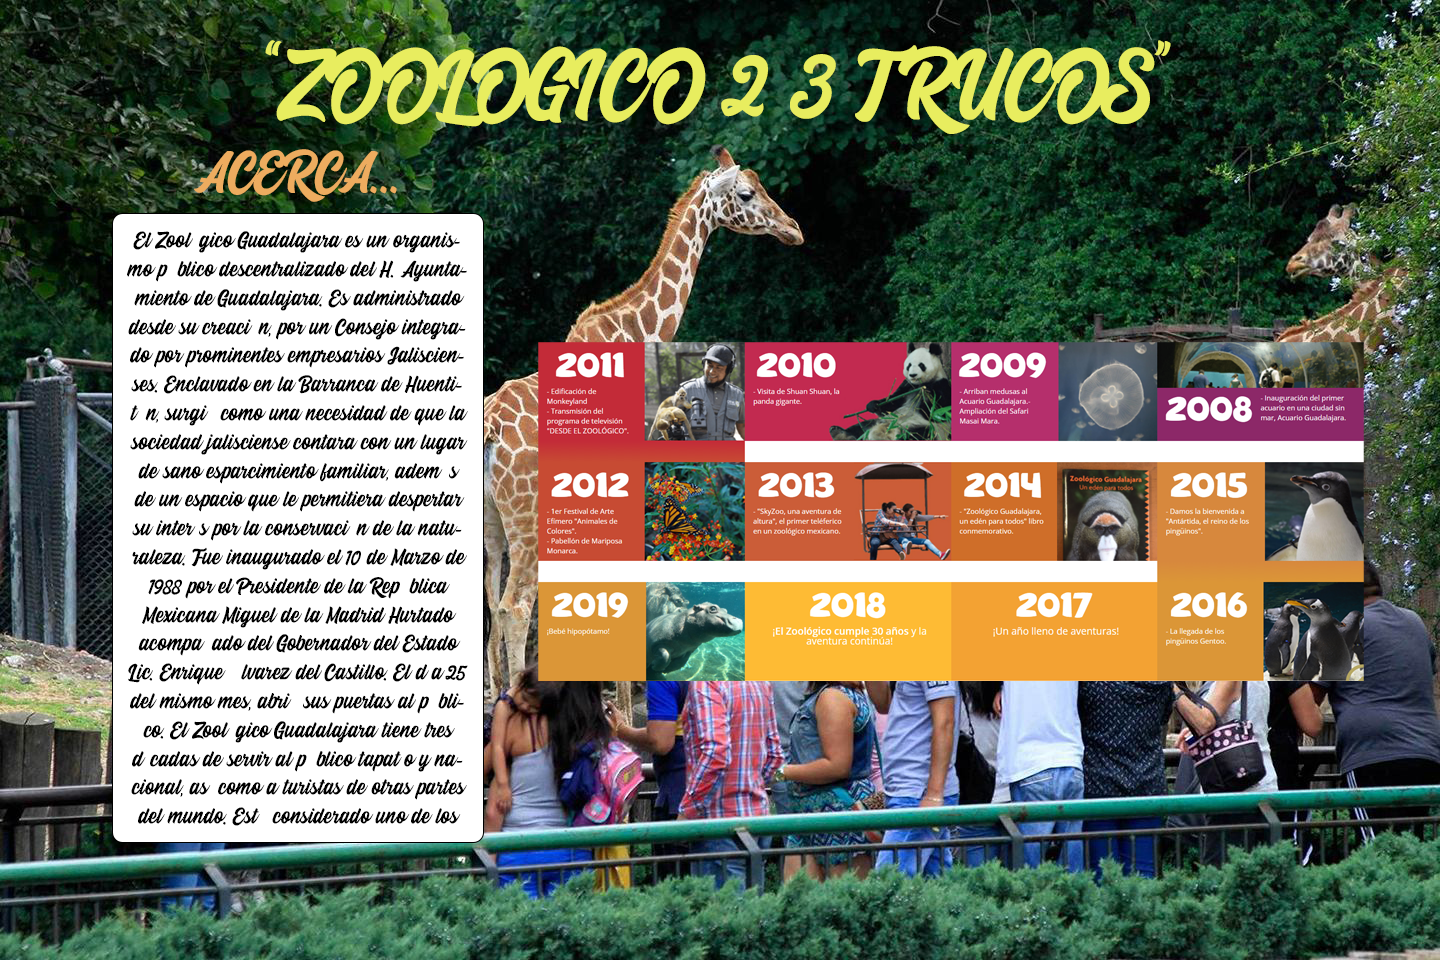 “ZOOLOGICO 2 3 TRUCOS”
ACERCA...
El Zool gico Guadalajara es un organis-
mo p blico descentralizado del H. Ayunta-
miento de Guadalajara. Es administrado
desde su creaci n, por un Consejo integra-
do por prominentes empresarios Jaliscien-
ses. Enclavado en la Barranca de Huenti-
t n, surgi como una necesidad de que la
sociedad jalisciense contara con un lugar
de sano esparcimiento familiar, adem s
de un espacio que le permitiera despertar
su inter s por la conservaci n de la natu-
raleza. Fue inaugurado el 10 de Marzo de
1988 por el Presidente de la Rep blica
Mexicana Miguel de la Madrid Hurtado
acompa ado del Gobernador del Estado
Lic. Enrique lvarez del Castillo. El d a 25
del mismo mes, abri sus puertas al p bli-
co. El Zool gico Guadalajara tiene tres
d cadas de servir al p blico tapat o y na-
cional, as como a turistas de otras partes
del mundo. Est considerado uno de los
2011
- Edificación de
Monkeyland
- Transmisión del
programa de televisión
"DESDE EL ZOOLÓGICO".
2010
- Visita de Shuan Shuan, la
panda gigante.
2009
- Arriban medusas al
Acuario Guadalajara.-
Ampliación del Safari
Masai Mara.
2008
- Inauguración del primer
acuario en una ciudad sin
mar, Acuario Guadalajara.
2012
- 1er Festival de Arte
Efímero "Animales de
Colores".
- Pabellón de Mariposa
Monarca.
2013
- "SkyZoo, una aventura de
altura", el primer teleférico
en un zoológico mexicano.
2014
- "Zoológico Guadalajara,
un edén para todos" libro
conmemorativo.
Zoológico Guadalajara
Un edén para todos
2015
- Damos la bienvenida a
"Antártida, el reino de los
pingüinos".
2019
¡Bebé hipopótamo!
2018
¡El Zoológico cumple 30 años y la
aventura continúa!
2017
¡Un año lleno de aventuras!
2016
- La llegada de los
pingüinos Gentoo.